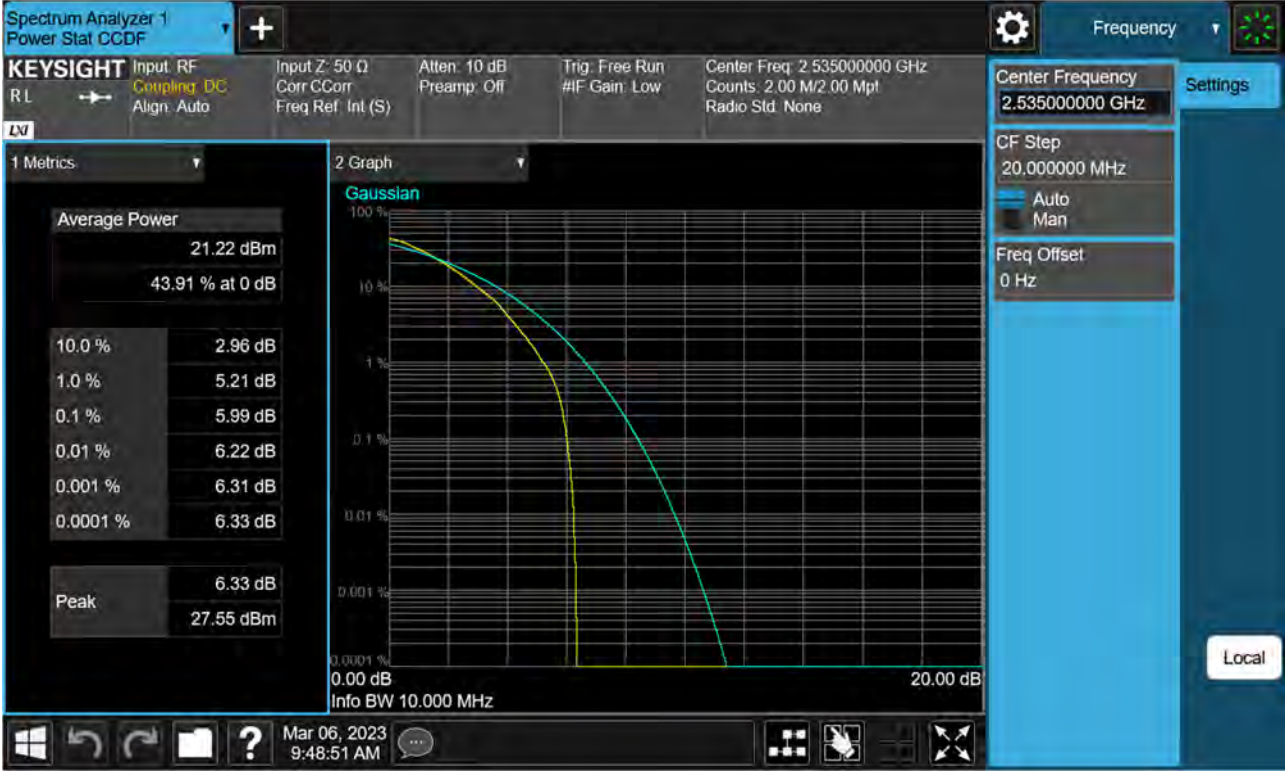 Spectrum Analyzer 1
Power Stat CCDF
+
Frequency
KEYSIGHT
RL
LXI
Input: RF
Coupling: DC
Align: Auto
Input Z: 50 Ω
Corr CCorr
Freq Ref: Int (S)
Atten: 10 dB
Preamp: Off
Trig: Free Run
#IF Gain: Low
Center Freq: 2.535000000 GHz
Counts: 2.00 M/2.00 Mpt
Radio Std: None
Center Frequency
2.535000000 GHz
Settings
CF Step
20.000000 MHz
Auto
Man
Freq Offset
0 Hz
1 Metrics
Average Power
21.22 dBm
43.91 % at 0 dB
10.0 % 2.96 dB
1.0 % 5.21 dB
0.1 % 5.99 dB
0.01 % 6.22 dB
0.001 % 6.31 dB
0.0001 % 6.33 dB
Peak
6.33 dB
27.55 dBm
2 Graph
Gaussian
100 %
10 %
1 %
0.1 %
0.01 %
0.001 %
0.0001 %
0.00 dB
20.00 dB
Info BW 10.000 MHz
Local
?
Mar 06, 2023
9:48:51 AM